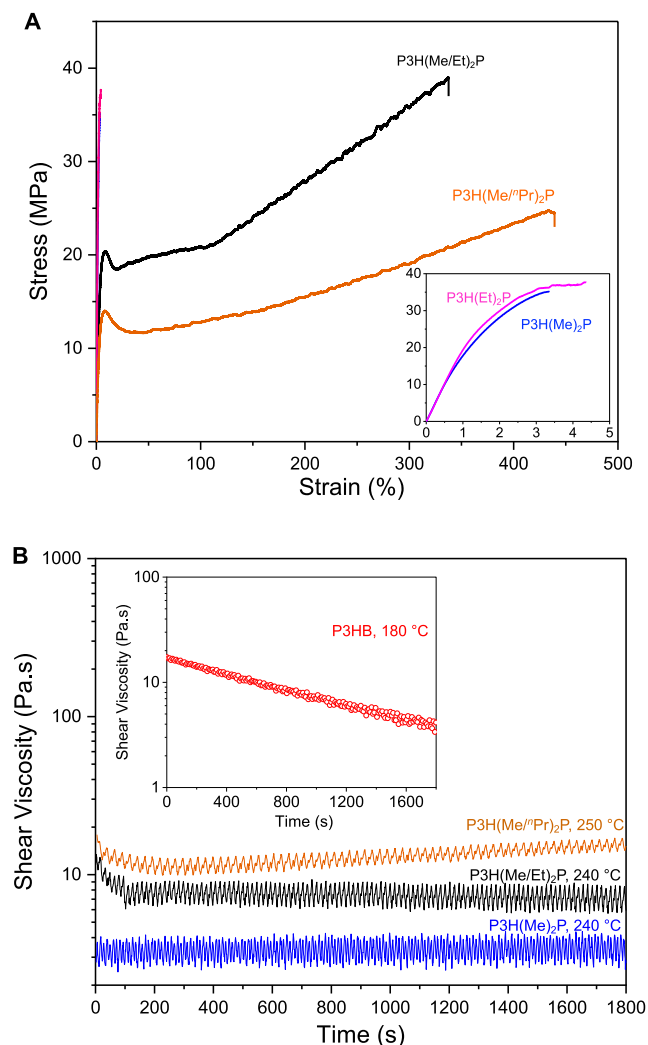 A
P3H(Me/Et)₂P
P3H(Me/ⁿPr)₂P
P3H(Et)₂P
P3H(Me)₂P
40
30
20
10
0
0 1 2 3 4 5
Stress (MPa)
40
30
20
10
0
0 100 200 300 400 500
Strain (%)
B
1000
100
10
Shear Viscosity (Pa.s)
P3HB, 180 °C
100
10
1
Shear Viscosity (Pa.s)
0 400 800 1200 1600
Time (s)
P3H(Me/ⁿPr)₂P, 250 °C
P3H(Me/Et)₂P, 240 °C
P3H(Me)₂P, 240 °C
0 200 400 600 800 1000 1200 1400 1600 1800
Time (s)